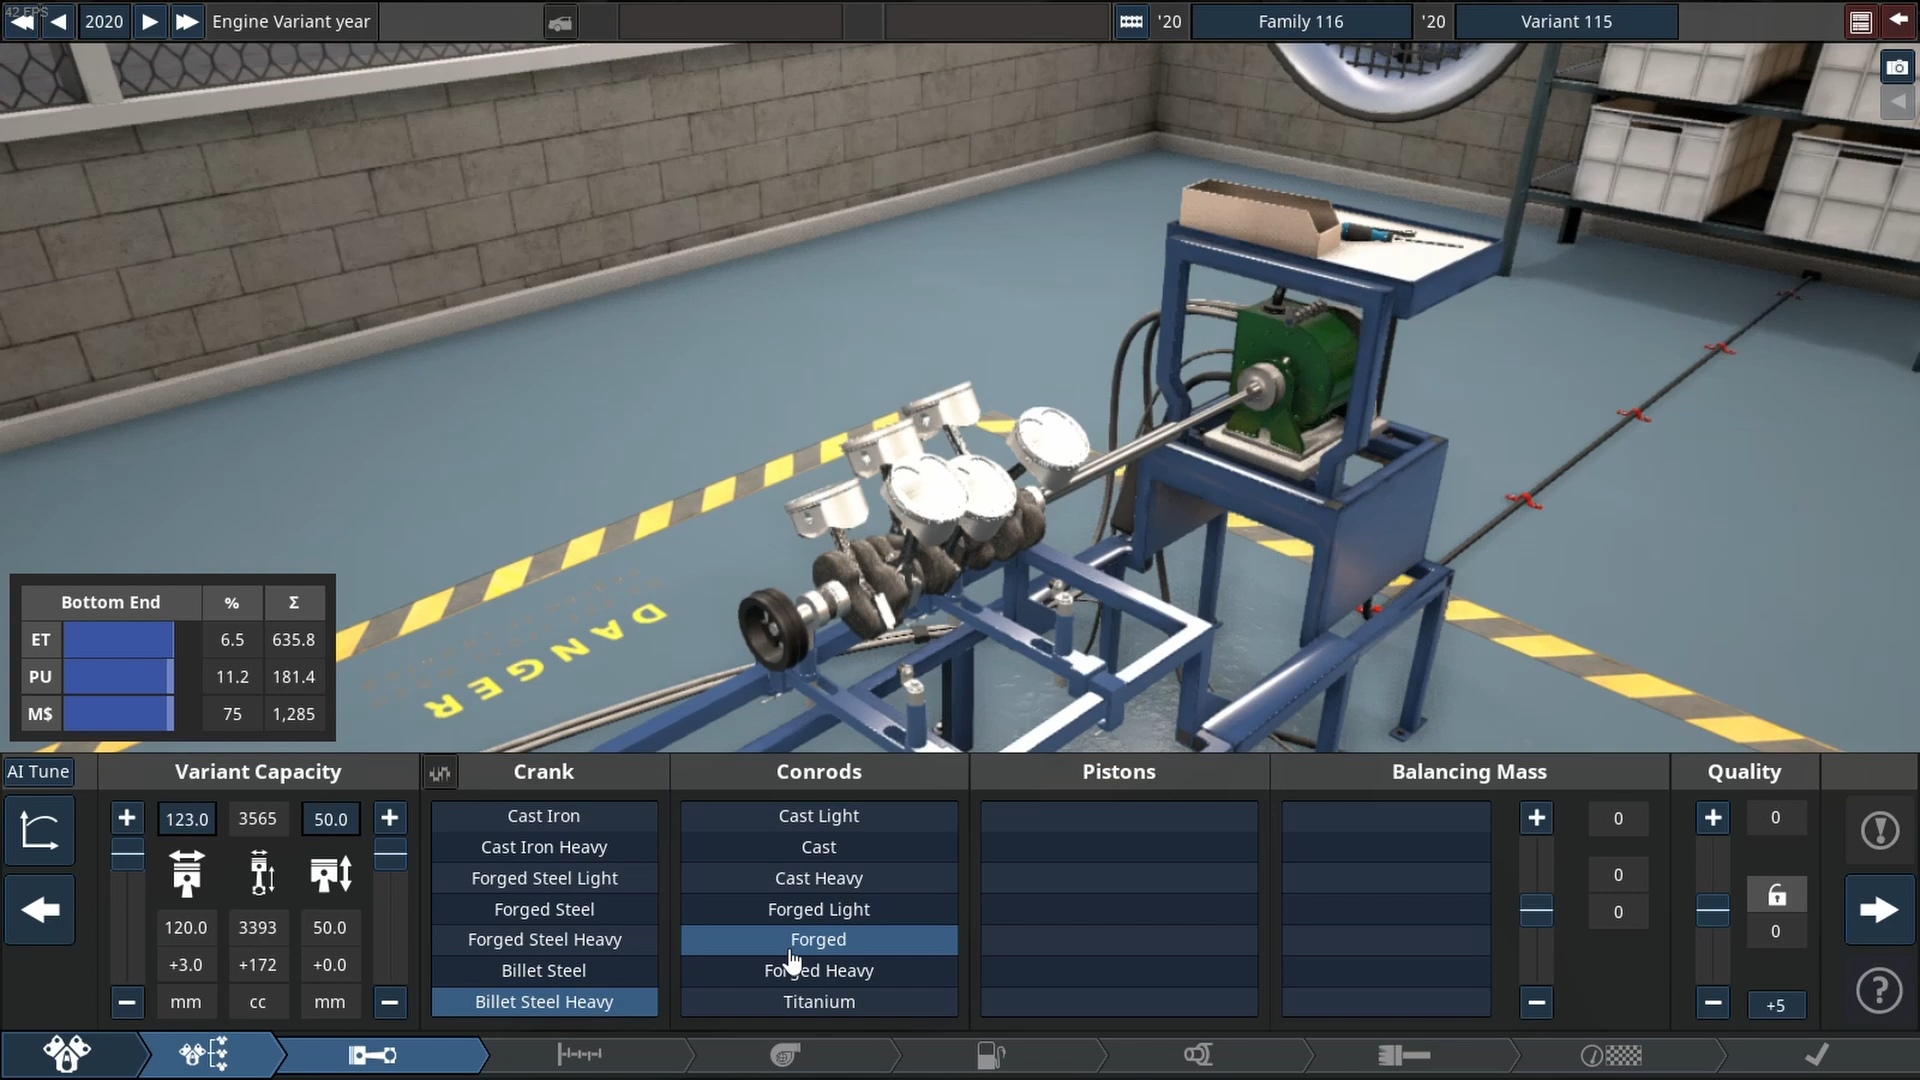 42 FPS
2020 Engine Variant year '20 Family 116 '20 Variant 115
DANGER
Bottom End % Σ
ET 6.5 635.8
PU 11.2 181.4
M$ 75 1,285
AI Tune Variant Capacity Crank Conrods Pistons Balancing Mass Quality
+ 123.0 3565 50.0 + Cast Iron Cast Light + 0 + 0
Cast Iron Heavy Cast
Forged Steel Light Cast Heavy 0
Forged Steel Forged Light 0
120.0 3393 50.0 Forged Steel Heavy Forged 0
+3.0 +172 +0.0 Billet Steel Forged Heavy
− mm cc mm − Billet Steel Heavy Titanium − − +5